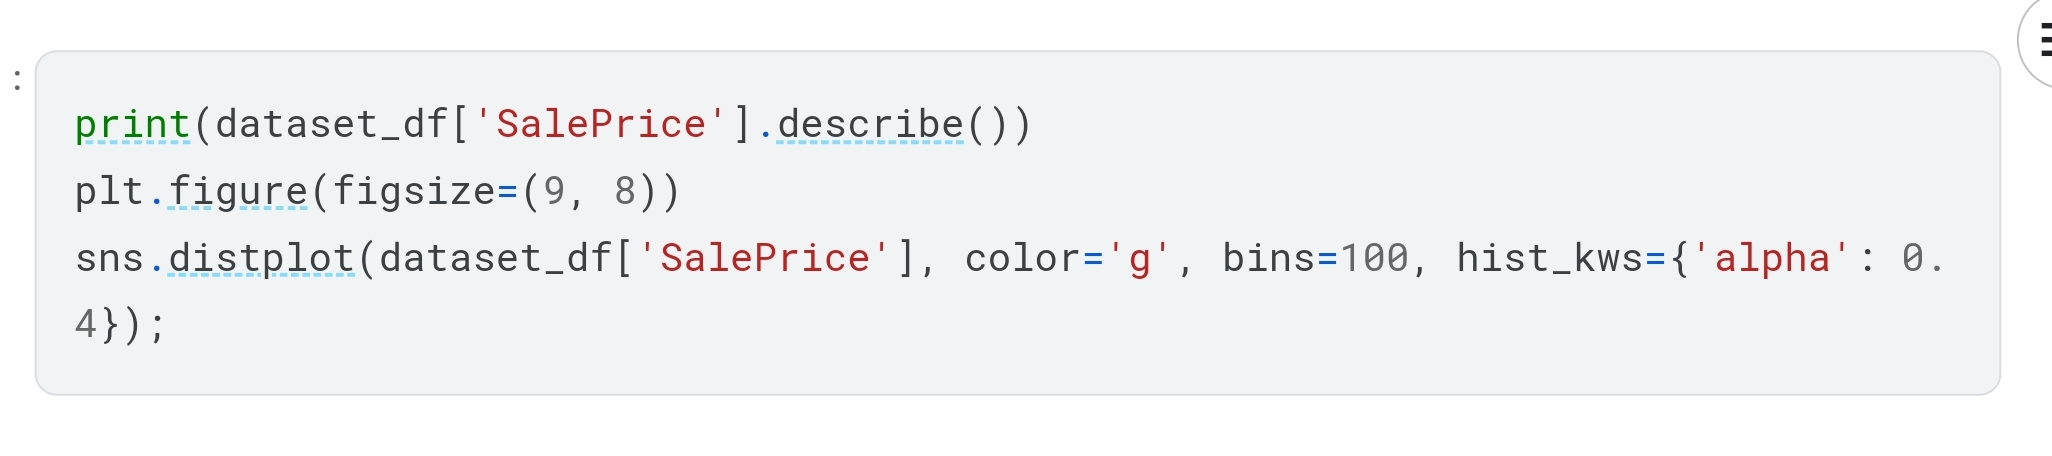 :
print(dataset_df['SalePrice'].describe())
plt.figure(figsize=(9, 8))
sns.distplot(dataset_df['SalePrice'], color='g', bins=100, hist_kws={'alpha': 0.
4});